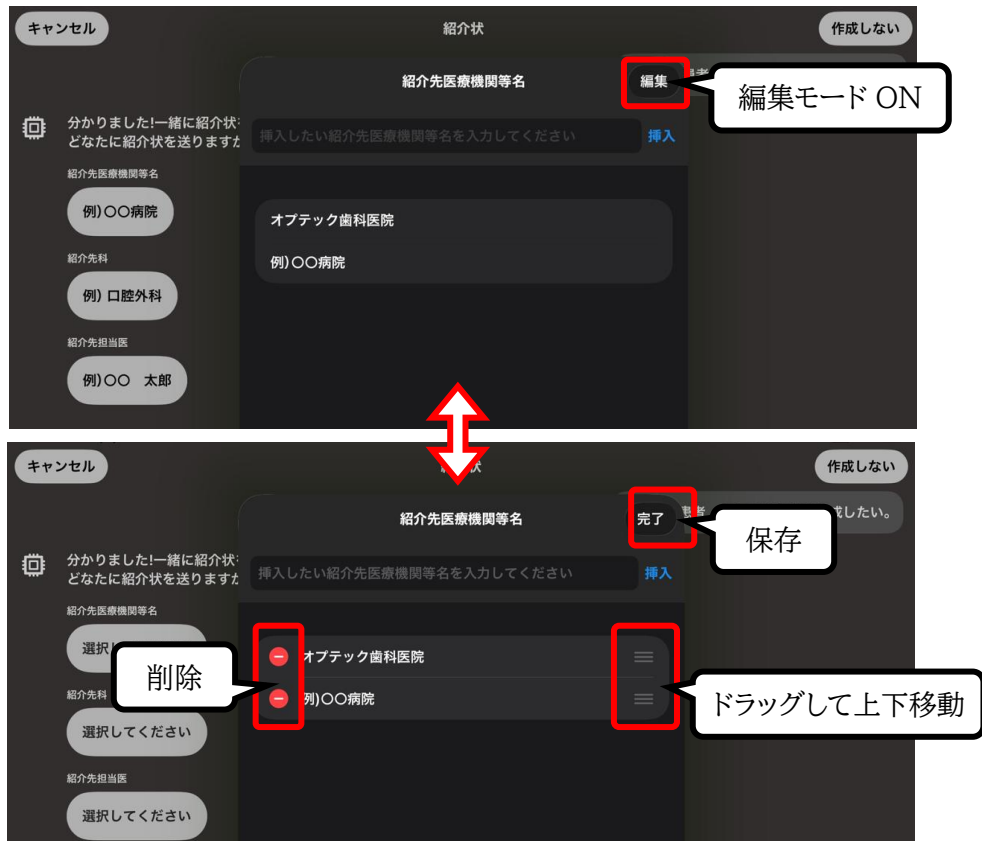 キャンセル
紹介状
作成しない
紹介先医療機関等名
編集
編集モード ON
分かりました!一緒に紹介状
どなたに紹介状を送りますか
挿入したい紹介先医療機関等名を入力してください
挿入
紹介先医療機関等名
例)〇〇病院
オプテック歯科医院
例)〇〇病院
紹介先科
例) 口腔外科
紹介先担当医
例)〇〇 太郎
キャンセル
作成しない
紹介先医療機関等名
完了
成したい。
保存
分かりました!一緒に紹介状
どなたに紹介状を送りますか
挿入したい紹介先医療機関等名を入力してください
挿入
紹介先医療機関等名
選択
オプテック歯科医院
削除
例)〇〇病院
紹介先科
ドラッグして上下移動
選択してください
紹介先担当医
選択してください